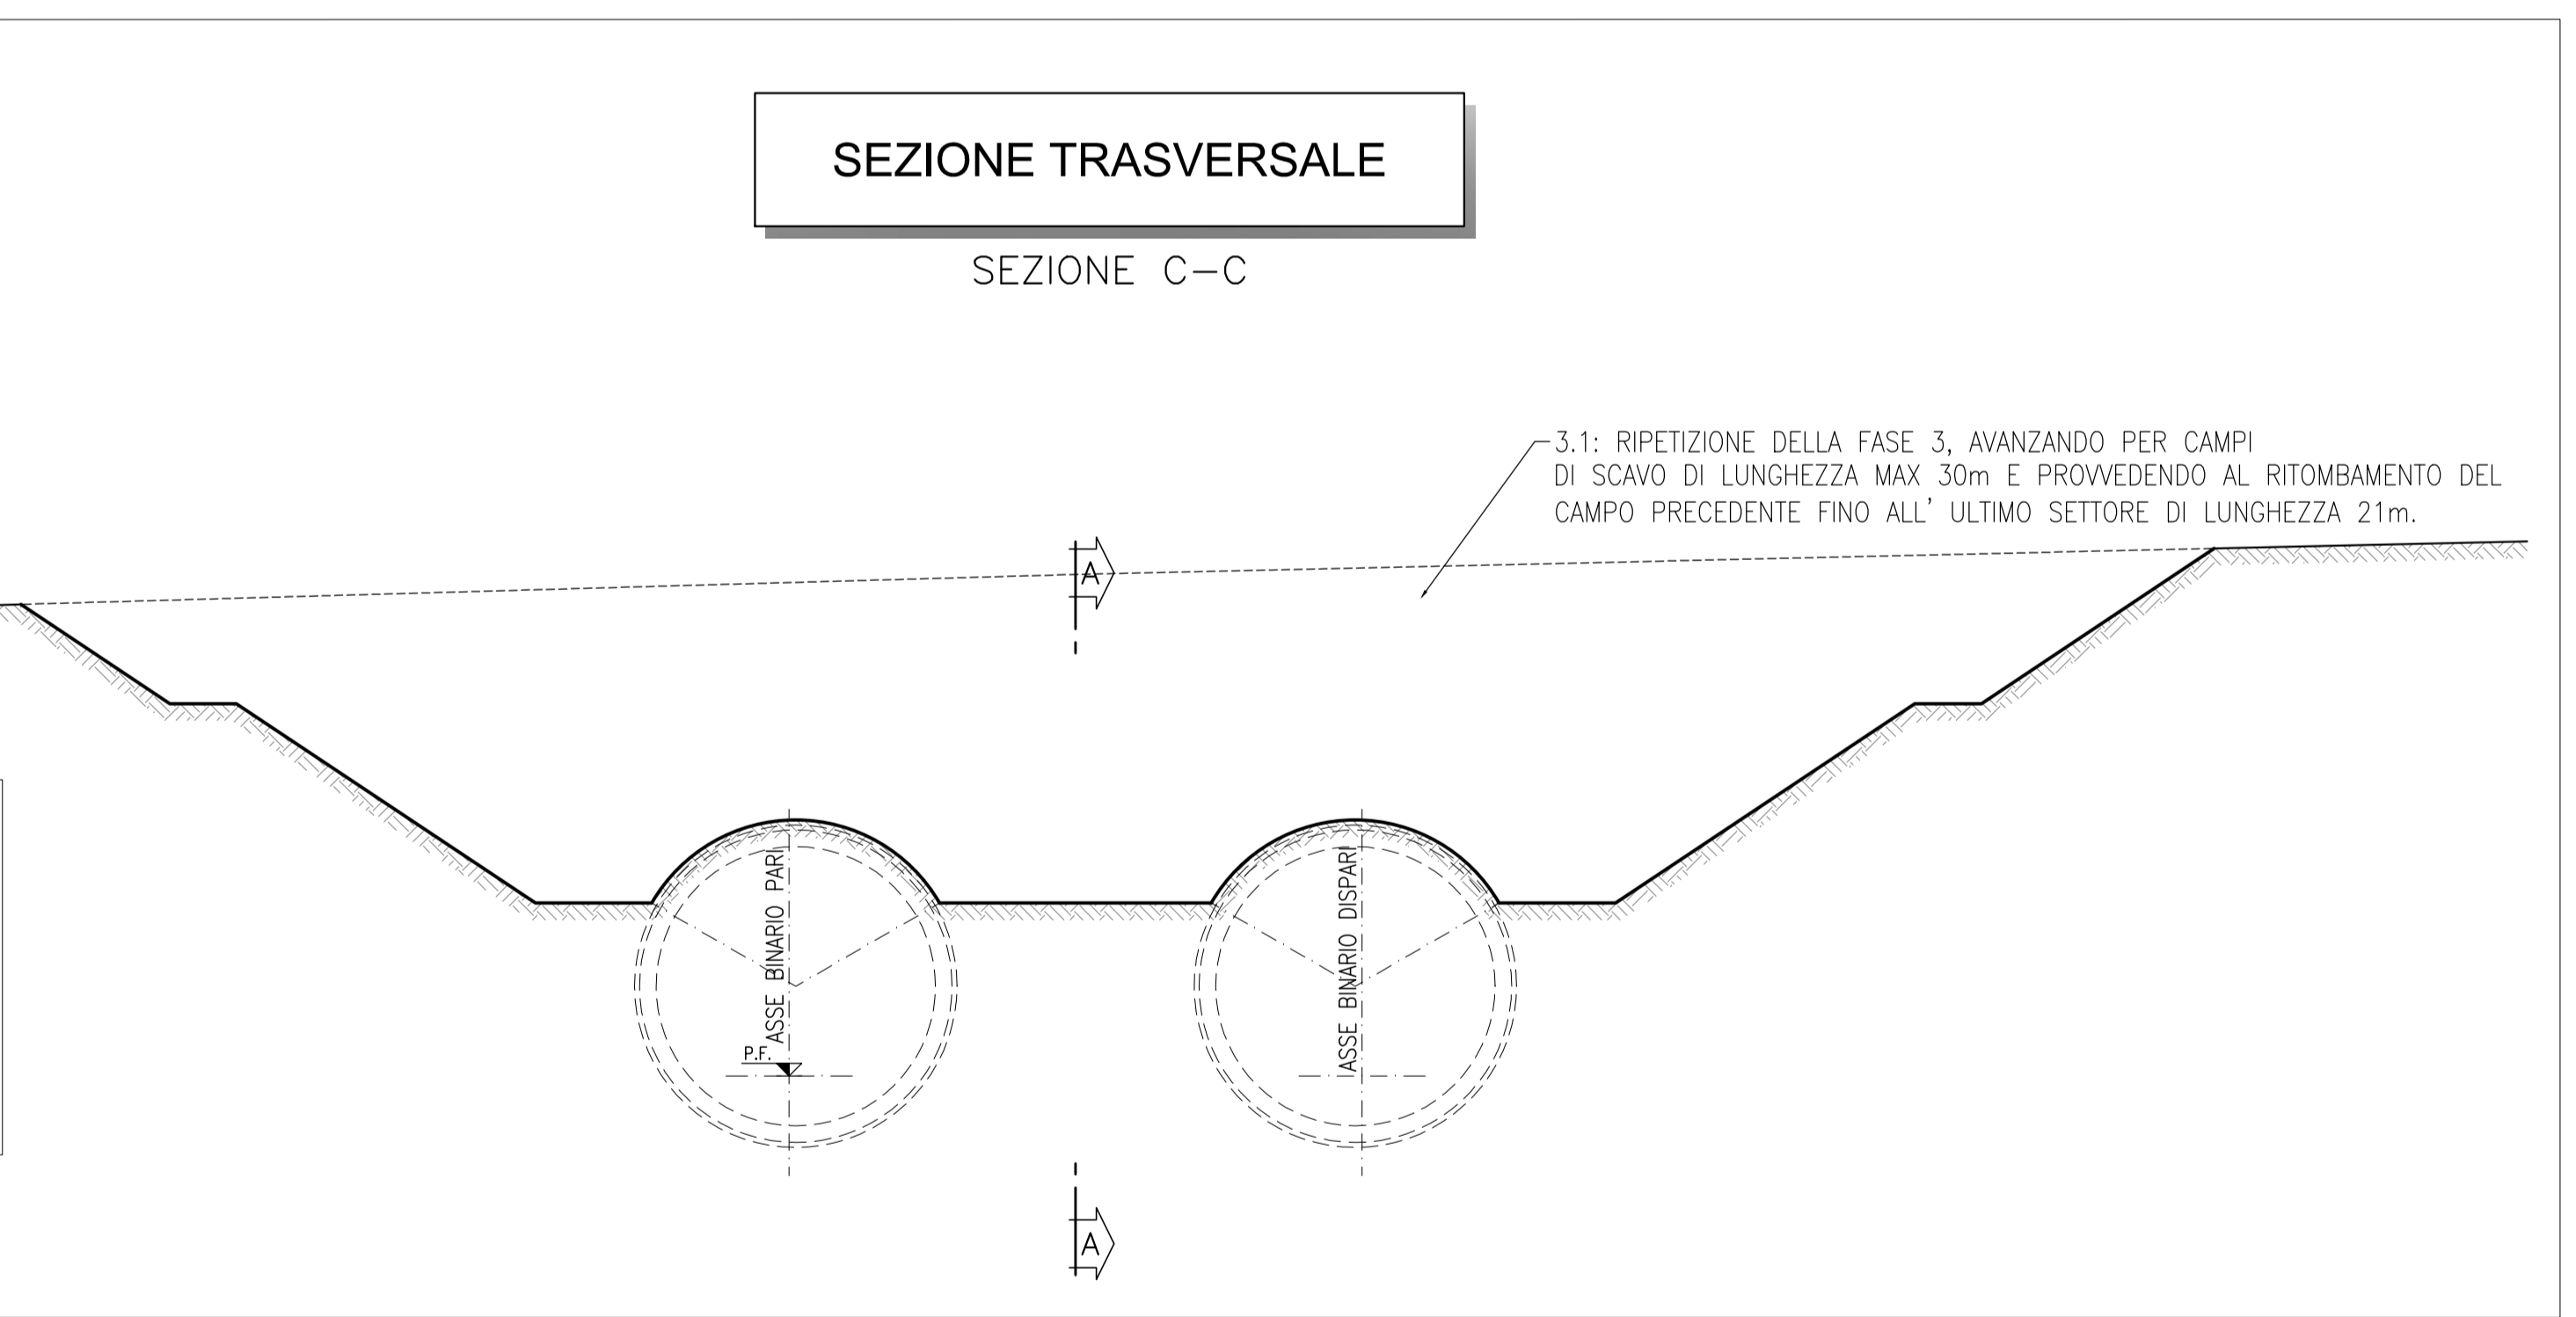 SEZIONE TRASVERSALE
SEZIONE C-C
3.1: RIPETIZIONE DELLA FASE 3, AVANZANDO PER CAMPI
DI SCAVO DI LUNGHEZZA MAX 30m E PROVVEDENDO AL RITOMBAMENTO DEL
CAMPO PRECEDENTE FINO ALL' ULTIMO SETTORE DI LUNGHEZZA 21m.
A
ASSE BINARIO PARI
ASSE BINARIO DISPARI
P.F.
A